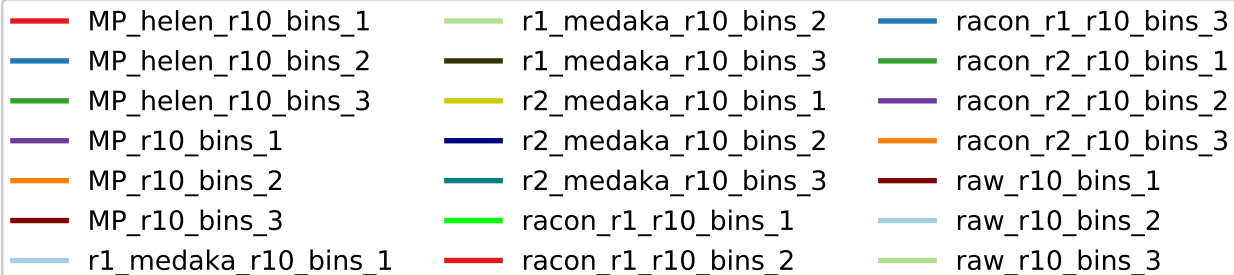 MP_helen_r10_bins_1
MP_helen_r10_bins_2
MP_helen_r10_bins_3
MP_r10_bins_1
MP_r10_bins_2
MP_r10_bins_3
r1_medaka_r10_bins_1
r1_medaka_r10_bins_2
r1_medaka_r10_bins_3
r2_medaka_r10_bins_1
r2_medaka_r10_bins_2
r2_medaka_r10_bins_3
racon_r1_r10_bins_1
racon_r1_r10_bins_2
racon_r1_r10_bins_3
racon_r2_r10_bins_1
racon_r2_r10_bins_2
racon_r2_r10_bins_3
raw_r10_bins_1
raw_r10_bins_2
raw_r10_bins_3